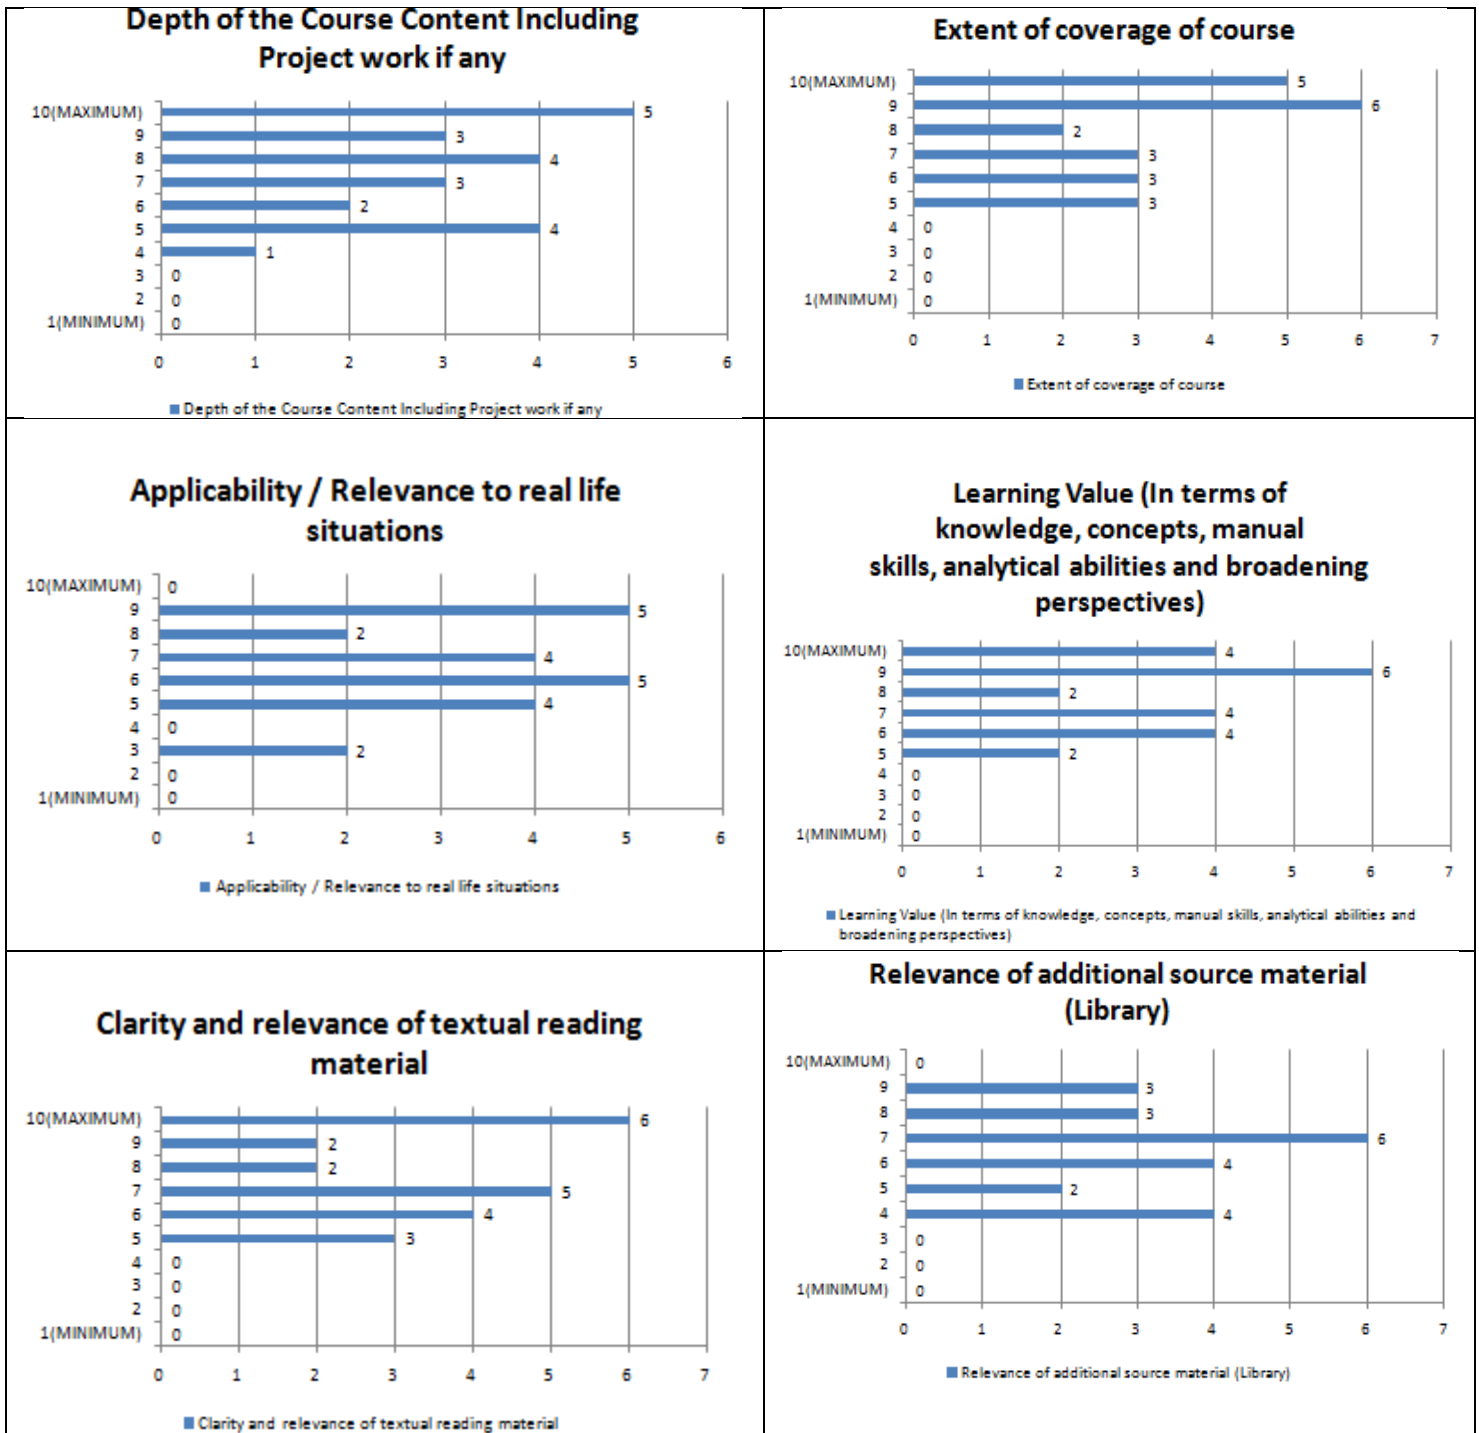 Depth of the Course Content Including
Project work if any
10(MAXIMUM) 5
9 3
8 4
7 3
6 2
5 4
4 1
3 0
2 0
1(MINIMUM) 0
0 1 2 3 4 5 6
Depth of the Course Content Including Project work if any
Extent of coverage of course
10(MAXIMUM) 5
9 6
8 2
7 3
6 3
5 3
4 0
3 0
2 0
1(MINIMUM) 0
0 1 2 3 4 5 6 7
Extent of coverage of course
Applicability / Relevance to real life
situations
10(MAXIMUM) 0
9 5
8 2
7 4
6 5
5 4
4 0
3 2
2 0
1(MINIMUM) 0
0 1 2 3 4 5 6
Applicability / Relevance to real life situations
Learning Value (In terms of
knowledge, concepts, manual
skills, analytical abilities and broadening
perspectives)
10(MAXIMUM) 4
9 6
8 2
7 4
6 4
5 2
4 0
3 0
2 0
1(MINIMUM) 0
0 1 2 3 4 5 6 7
Learning Value (In terms of knowledge, concepts, manual skills, analytical abilities and
broadening perspectives)
Clarity and relevance of textual reading
material
10(MAXIMUM) 6
9 2
8 2
7 5
6 4
5 3
4 0
3 0
2 0
1(MINIMUM) 0
0 1 2 3 4 5 6 7
Clarity and relevance of textual reading material
Relevance of additional source material
(Library)
10(MAXIMUM) 0
9 3
8 3
7 6
6 4
5 2
4 4
3 0
2 0
1(MINIMUM) 0
0 1 2 3 4 5 6 7
Relevance of additional source material (Library)